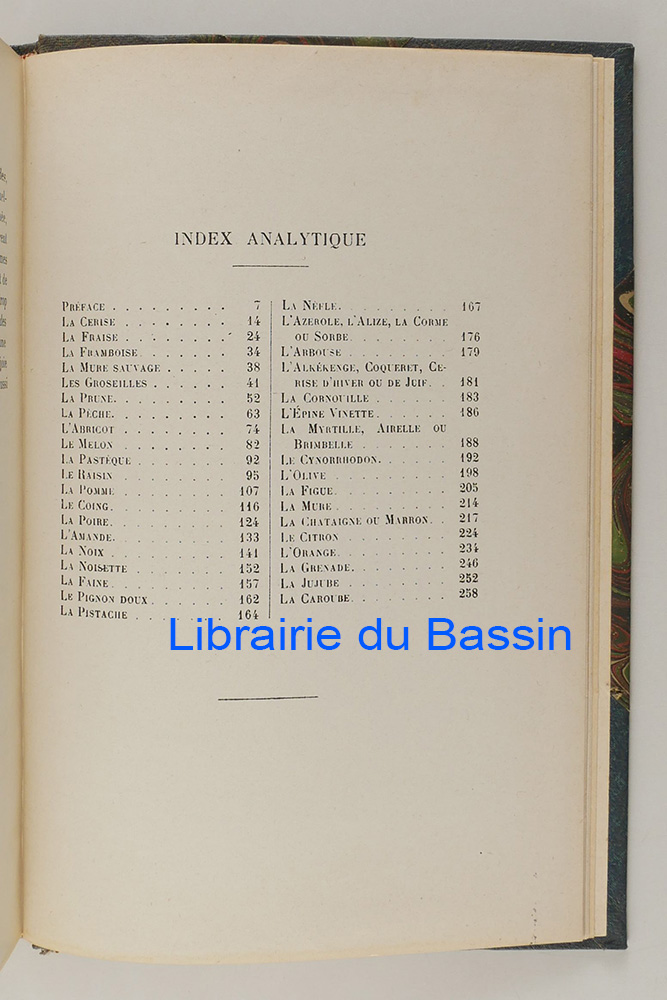 INDEX ANALYTIQUE
PRÉFACE . . . . . . . . . 7
LA CERISE . . . . . . . . 14
LA FRAISE . . . . . . . . 24
LA FRAMBOISE. . . . . . . 34
LA MURE SAUVAGE . . . . . 38
LES GROSEILLES . . . . . . 41
LA PRUNE. . . . . . . . . 52
LA PÊCHE. . . . . . . . . 63
L'ABRICOT . . . . . . . . 74
LE MELON . . . . . . . . 82
LA PASTÈQUE . . . . . . . 92
LE RAISIN . . . . . . . . 95
LA POMME . . . . . . . . 107
LE COING. . . . . . . . . 116
LA POIRE. . . . . . . . . 124
L'AMANDE. . . . . . . . . 133
LA NOIX . . . . . . . . . 141
LA NOISETTE . . . . . . . 152
LA FAINE. . . . . . . . . 157
LE PIGNON DOUX. . . . . . 162
LA PISTACHE . . . . . . . 164
LA NÈFLE. . . . . . . . . 167
L'AZEROLE, L'ALIZE, LA CORME
OU SORBE. . . . . . . . 176
L'ARBOUSE . . . . . . . . 179
L'ALKÉKENGE, COQUERET, CE-
RISE D'HIVER OU DE JUIF. . 181
LA CORNOUILLE . . . . . . 183
L'ÉPINE VINETTE. . . . . . 186
LA MYRTILLE, AIRELLE OU
BRIMBELLE . . . . . . . 188
LE CYNORRHODON. . . . . . 192
L'OLIVE . . . . . . . . . 198
LA FIGUE. . . . . . . . . 205
LA MURE . . . . . . . . . 214
LA CHATAIGNE OU MARRON. . 217
LE CITRON . . . . . . . . 224
L'ORANGE. . . . . . . . . 234
LA GRENADE. . . . . . . . 246
LA JUJUBE . . . . . . . . 252
LA CAROUBE. . . . . . . . 258
Librairie du Bassin